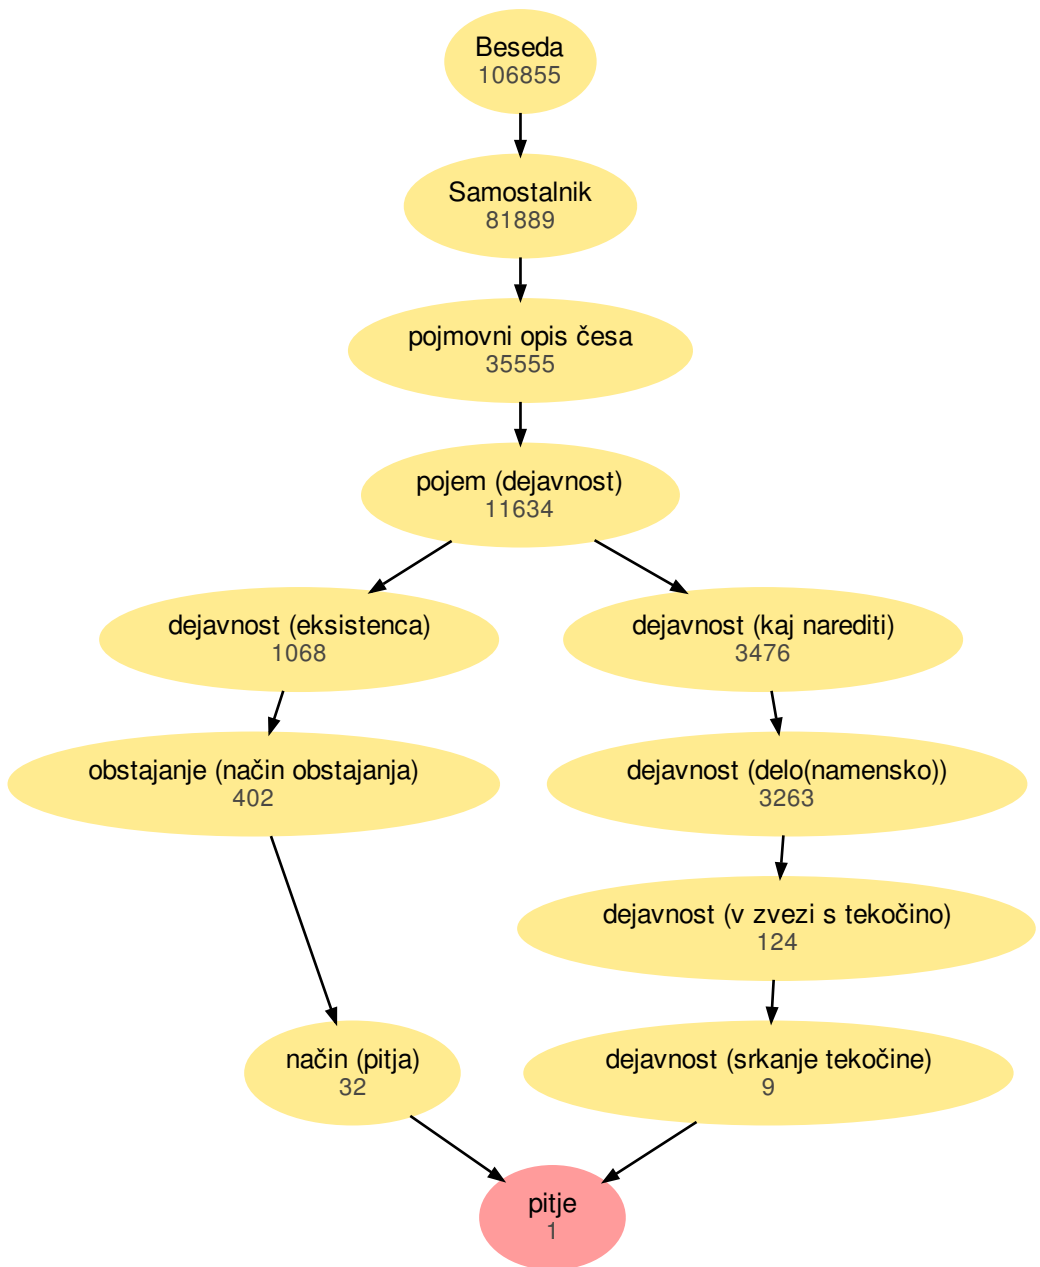 Beseda
106855
Samostalnik
81889
pojmovni opis česa
35555
pojem (dejavnost)
11634
dejavnost (eksistenca)
1068
dejavnost (kaj narediti)
3476
obstajanje (način obstajanja)
402
dejavnost (delo(namensko))
3263
dejavnost (v zvezi s tekočino)
124
način (pitja)
32
dejavnost (srkanje tekočine)
9
pitje
1